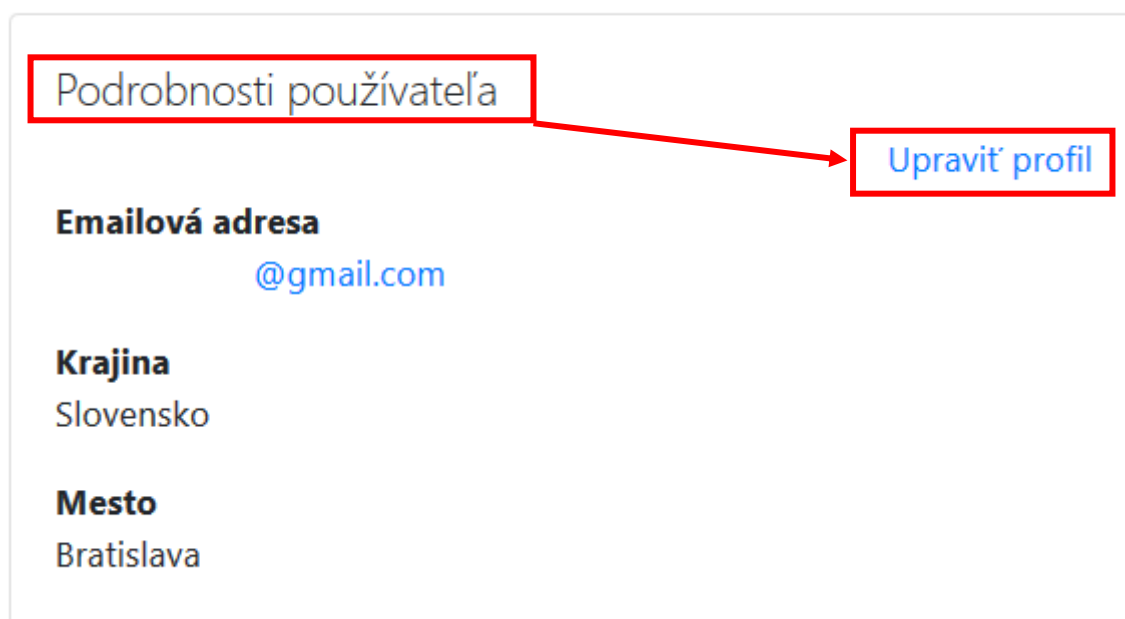 Podrobnosti používateľa
Upraviť profil
Emailová adresa
@gmail.com
Krajina
Slovensko
Mesto
Bratislava